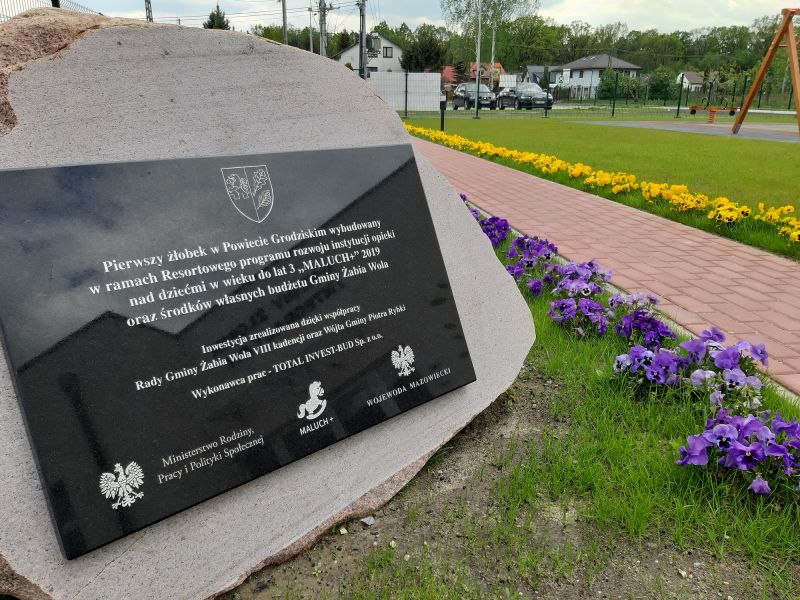 Pierwszy żłobek w Powiecie Grodziskim wybudowany
w ramach Resortowego programu rozwoju instytucji opieki
nad dziećmi w wieku do lat 3 „MALUCH+” 2019
oraz środków własnych budżetu Gminy Żabia Wola
Inwestycja zrealizowana dzięki współpracy
Rady Gminy Żabia Wola VIII kadencji oraz Wójta Gminy Piotra Rybki
Wykonawca prac - TOTAL INVEST-BUD Sp. z o.o.
Ministerstwo Rodziny,
Pracy i Polityki Społecznej
MALUCH+
WOJEWODA MAZOWIECKI